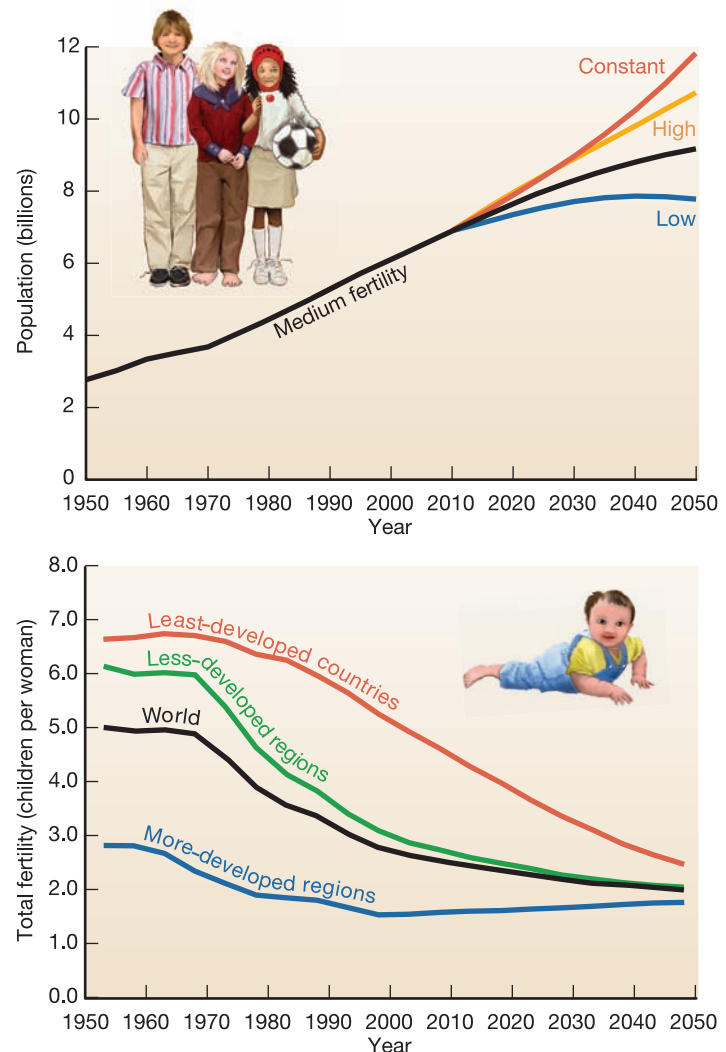 12
10
8
6
4
2
0
Population (billions)
Constant
High
Low
Medium fertility
1950 1960 1970 1980 1990 2000 2010 2020 2030 2040 2050
Year
8.0
7.0
6.0
5.0
4.0
3.0
2.0
1.0
0.0
Total fertility (children per woman)
Least-developed countries
Less-developed regions
World
More-developed regions
1950 1960 1970 1980 1990 2000 2010 2020 2030 2040 2050
Year